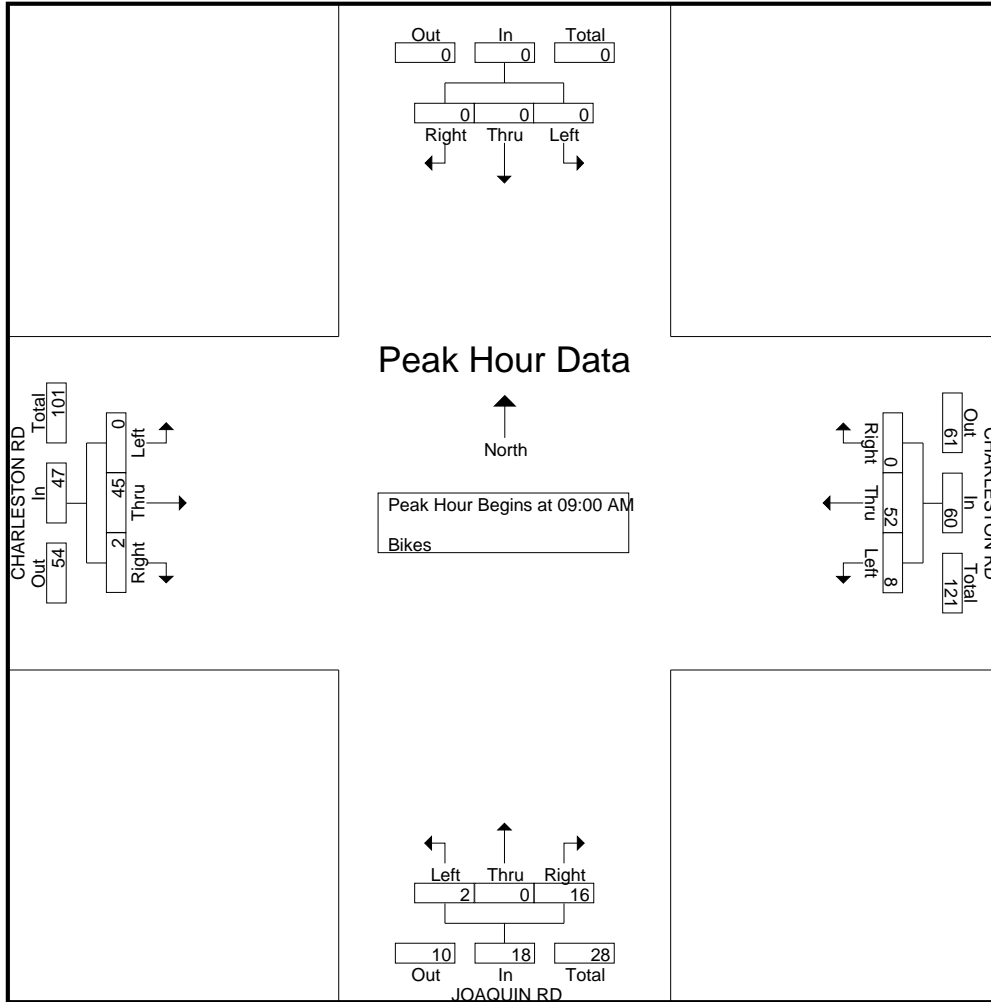 Out In Total
0 0 0
0 0 0
Right Thru Left
Peak Hour Data
North
Peak Hour Begins at 09:00 AM
Bikes
CHARLESTON RD
Total In Out
101 47 54
0 45 2
Left Thru Right
CHARLESTON RD
Out In Total
61 60 121
0 52 8
Right Thru Left
Left Thru Right
2 0 16
10 18 28
Out In Total
JOAQUIN RD